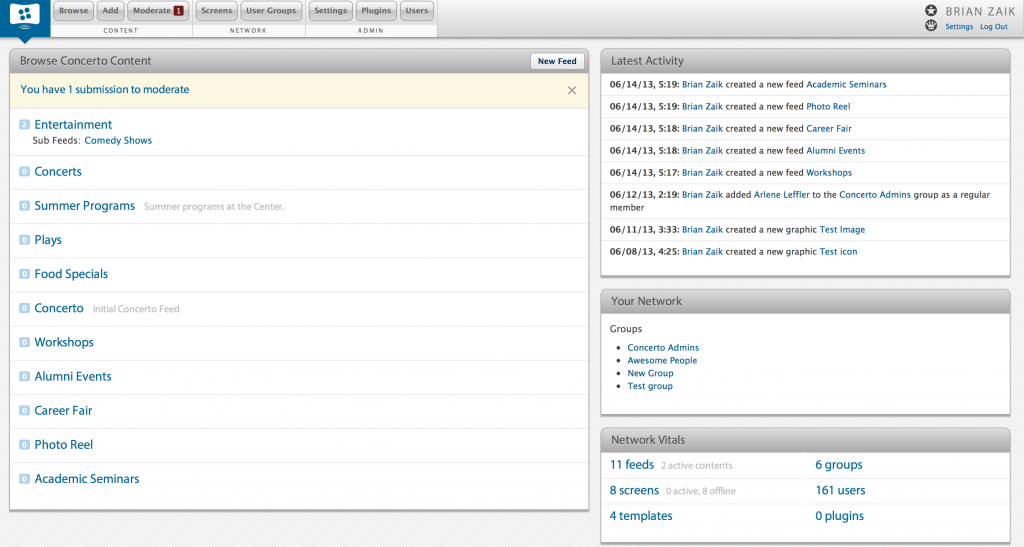 Browse Add Moderate 1 Screens User Groups Settings Plugins Users
CONTENT NETWORK ADMIN
BRIAN ZAIK
Settings Log Out
Browse Concerto Content New Feed
You have 1 submission to moderate
2 Entertainment
Sub Feeds: Comedy Shows
0 Concerts
0 Summer Programs Summer programs at the Center.
0 Plays
0 Food Specials
0 Concerto Initial Concerto Feed
0 Workshops
0 Alumni Events
0 Career Fair
0 Photo Reel
0 Academic Seminars
Latest Activity
06/14/13, 5:19: Brian Zaik created a new feed Academic Seminars
06/14/13, 5:19: Brian Zaik created a new feed Photo Reel
06/14/13, 5:18: Brian Zaik created a new feed Career Fair
06/14/13, 5:18: Brian Zaik created a new feed Alumni Events
06/14/13, 5:17: Brian Zaik created a new feed Workshops
06/12/13, 2:19: Brian Zaik added Arlene Leffler to the Concerto Admins group as a regular
member
06/11/13, 3:33: Brian Zaik created a new graphic Test Image
06/08/13, 4:25: Brian Zaik created a new graphic Test icon
Your Network
Groups
Concerto Admins
Awesome People
New Group
Test group
Network Vitals
11 feeds 2 active contents 6 groups
8 screens 0 active, 8 offline 161 users
4 templates 0 plugins